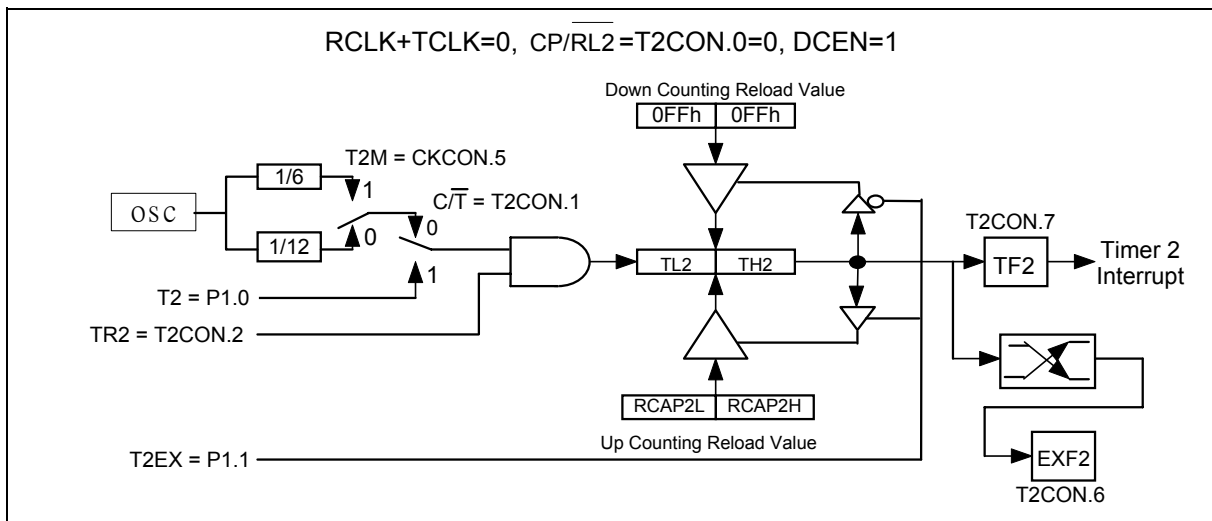 RCLK+TCLK=0, CP/R̅L̅2̅=T2CON.0=0, DCEN=1
Down Counting Reload Value
0FFh 0FFh
T2M = CKCON.5
1/6
1
OSC
C/T̅ = T2CON.1
0
1/12
0
T2CON.7
TL2 TH2
TF2
Timer 2
Interrupt
1
T2 = P1.0
TR2 = T2CON.2
RCAP2L RCAP2H
Up Counting Reload Value
T2EX = P1.1
EXF2
T2CON.6